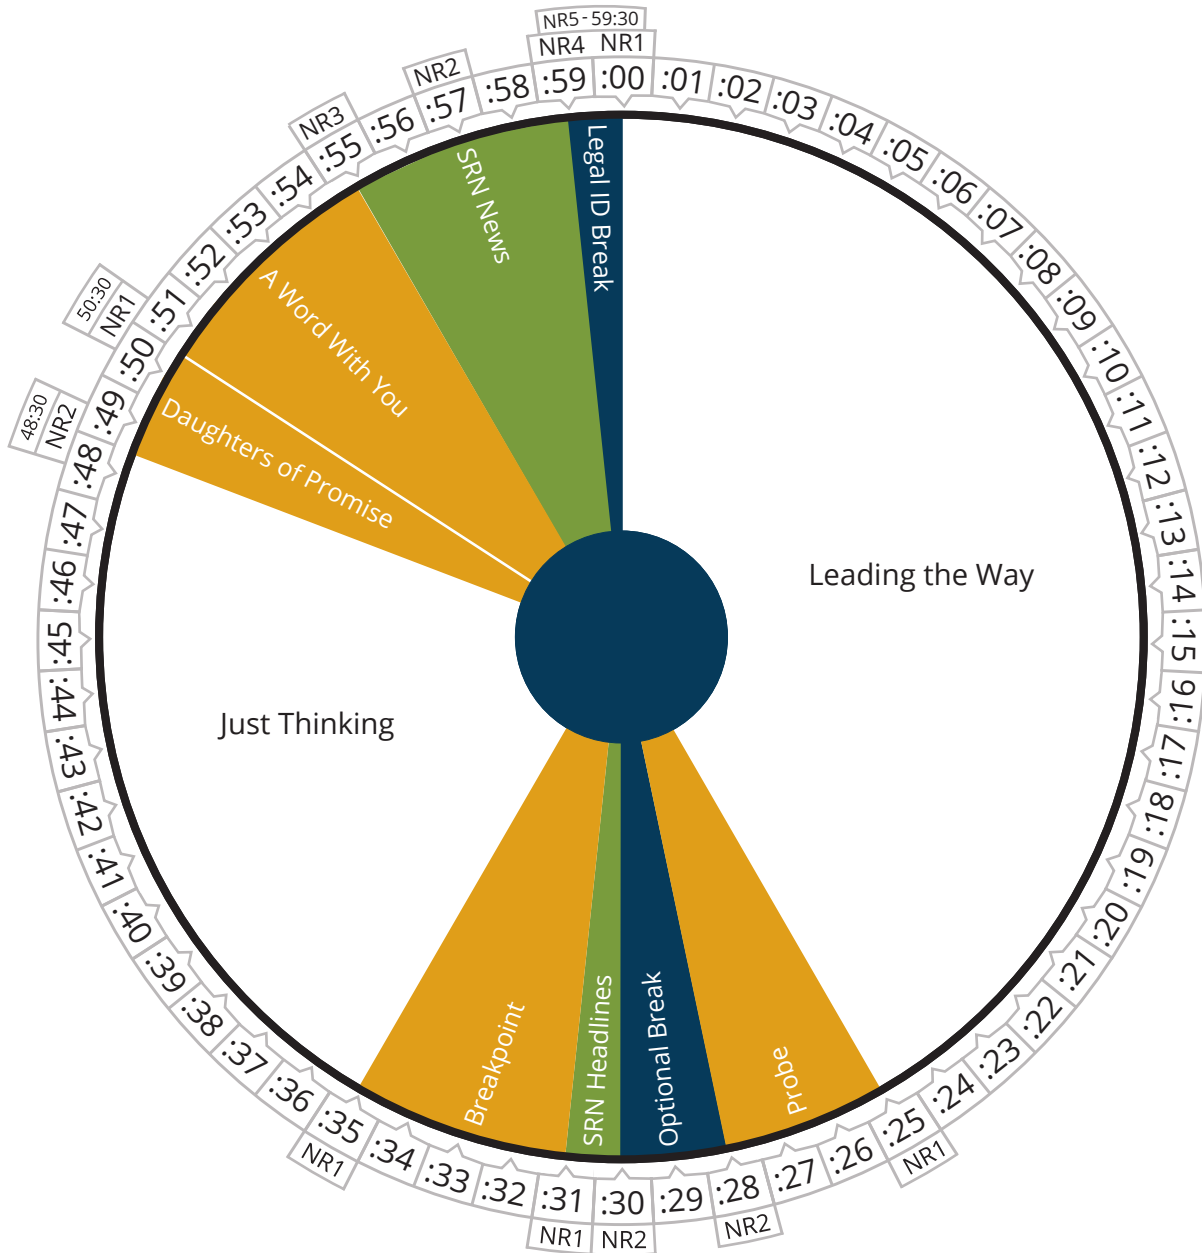 NR5 - 59:30
NR4 NR1
:00
:01
:02
:03
:04
:05
:06
:07
:08
:09
:10
:11
:12
:13
:14
:15
:16
:17
:18
:19
:20
:21
:22
:23
:24
:25
NR1
:26
:27
:28
NR2
:29
:30
NR2
:31
NR1
:32
:33
:34
:35
NR1
:36
:37
:38
:39
:40
:41
:42
:43
:44
:45
:46
:47
:48
48:30
NR2
:49
:50
50:30
NR1
:51
:52
:53
:54
:55
NR3
:56
:57
NR2
:58
:59
Leading the Way
Probe
Optional Break
SRN Headlines
Breakpoint
Just Thinking
Daughters of Promise
A Word With You
SRN News
Legal ID Break